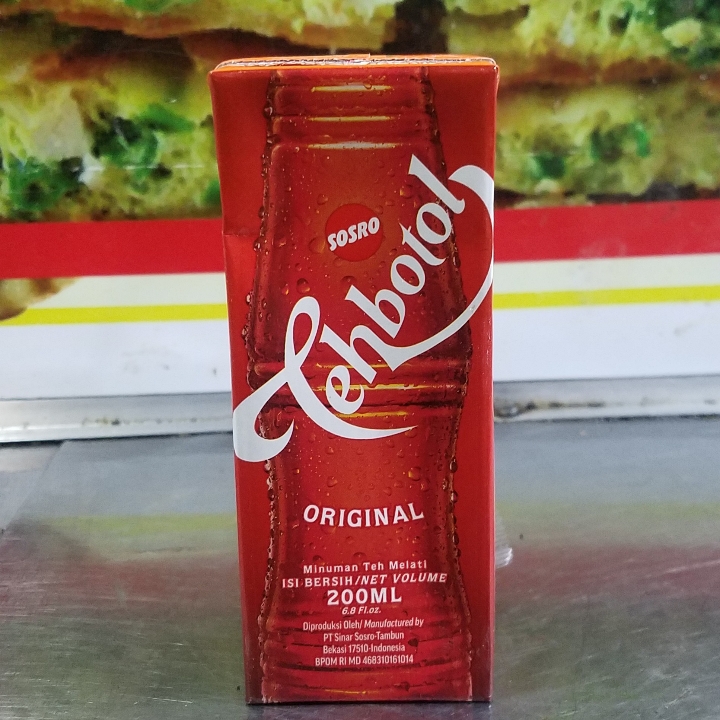 SOSRO
Tehbotol
ORIGINAL
Minuman Teh Melati
ISI BERSIH/NET VOLUME
200ML
6.8 Fl.oz.
Diproduksi Oleh/ Manufactured by
PT Sinar Sosro-Tambun
Bekasi 17510-Indonesia
BPOM RI MD 468310161014